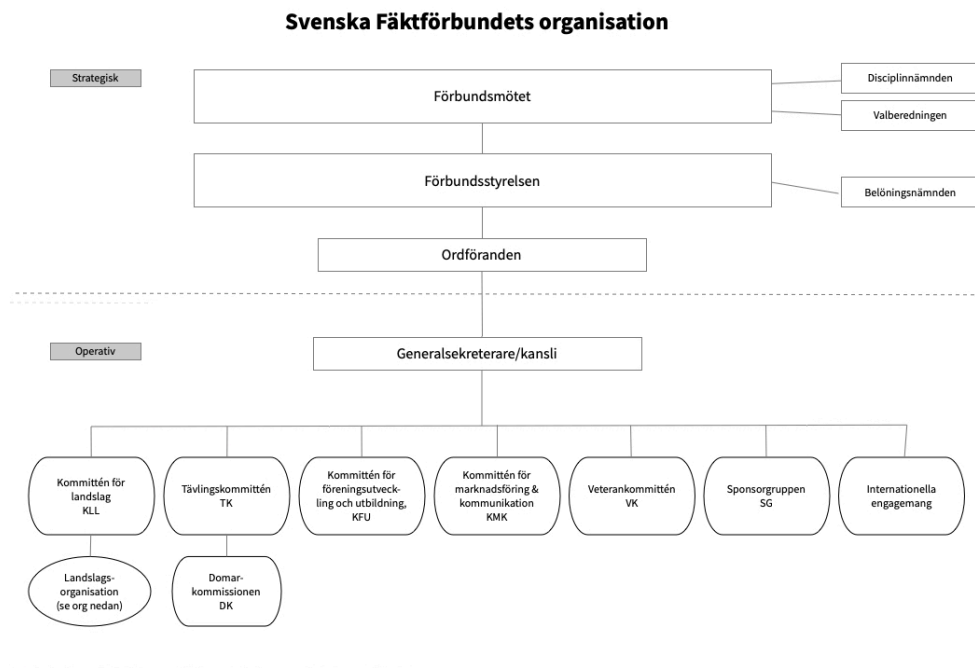 Svenska Fäktförbundets organisation
Strategisk
Förbundsmötet
Disciplinnämnden
Valberedningen
Förbundsstyrelsen
Belöningsnämnden
Ordföranden
Operativ
Generalsekreterare/kansli
Kommittén för
landslag
KLL
Tävlingskommittén
TK
Kommittén för
föreningsutveck-
ling och utbildning,
KFU
Kommittén för
marknadsföring &
kommunikation
KMK
Veterankommittén
VK
Sponsorgruppen
SG
Internationella
engagemang
Landslags-
organisation
(se org nedan)
Domar-
kommissionen
DK